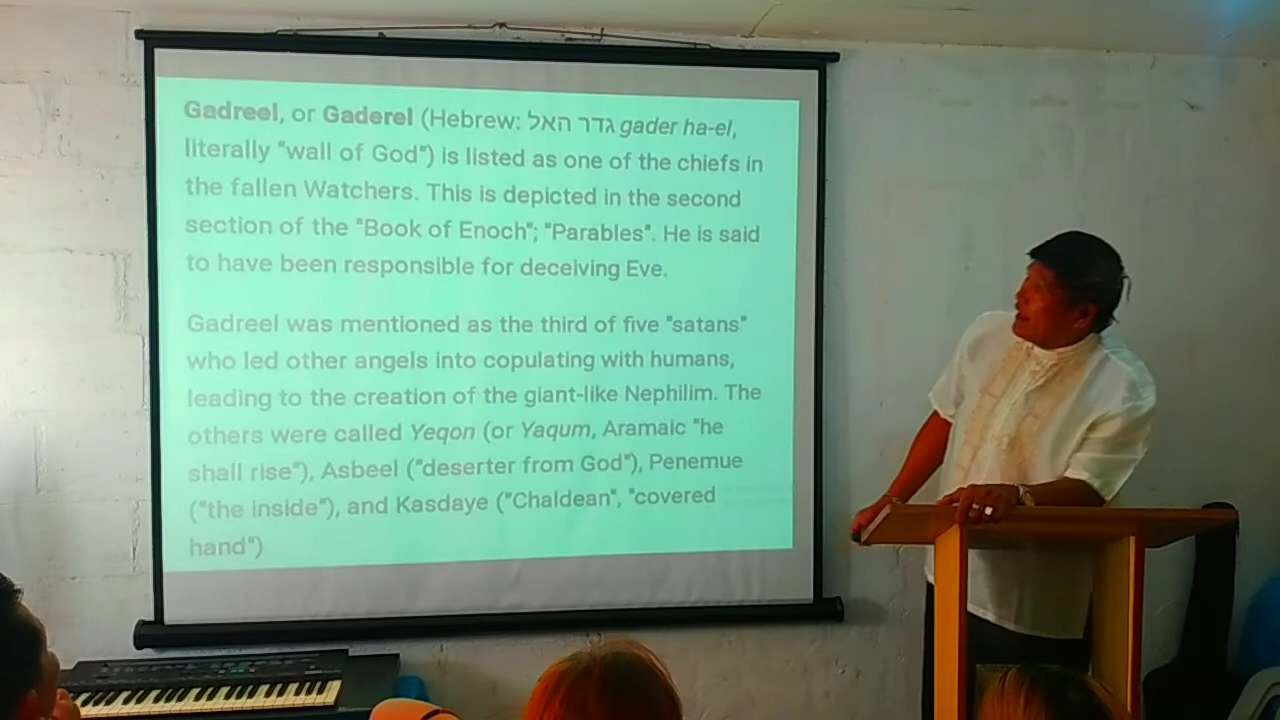 Gadreel, or Gaderel (Hebrew: גדר האל gader ha-el,
literally "wall of God") is listed as one of the chiefs in
the fallen Watchers. This is depicted in the second
section of the "Book of Enoch"; "Parables". He is said
to have been responsible for deceiving Eve.
Gadreel was mentioned as the third of five "satans"
who led other angels into copulating with humans,
leading to the creation of the giant-like Nephilim. The
others were called Yeqon (or Yaqum, Aramaic "he
shall rise"), Asbeel ("deserter from God"), Penemue
("the inside"), and Kasdaye ("Chaldean", "covered
hand")